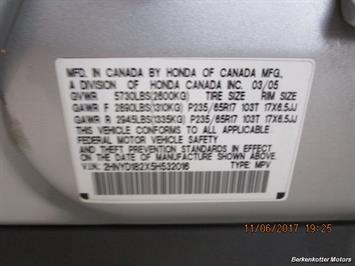 MFD. IN CANADA BY HONDA OF CANADA MFG.,
A DIVISION OF HONDA CANADA INC. 03/05
GVWR 5730LBS(2600KG) TIRE SIZE RIM SIZE
GAWR F 2890LBS(1310KG) P235/65R17 103T 17X6.5JJ
GAWR R 2945LBS(1335KG) P235/65R17 103T 17X6.5JJ
THIS VEHICLE CONFORMS TO ALL APPLICABLE
FEDERAL MOTOR VEHICLE SAFETY
AND THEFT PREVENTION STANDARDS IN EFFECT ON
THE DATE OF MANUFACTURE SHOWN ABOVE.
V.I.N.: 2HNYD182X5H532016 TYPE: MPV
11/06/2017 19:25
© Berkenkotter Motors